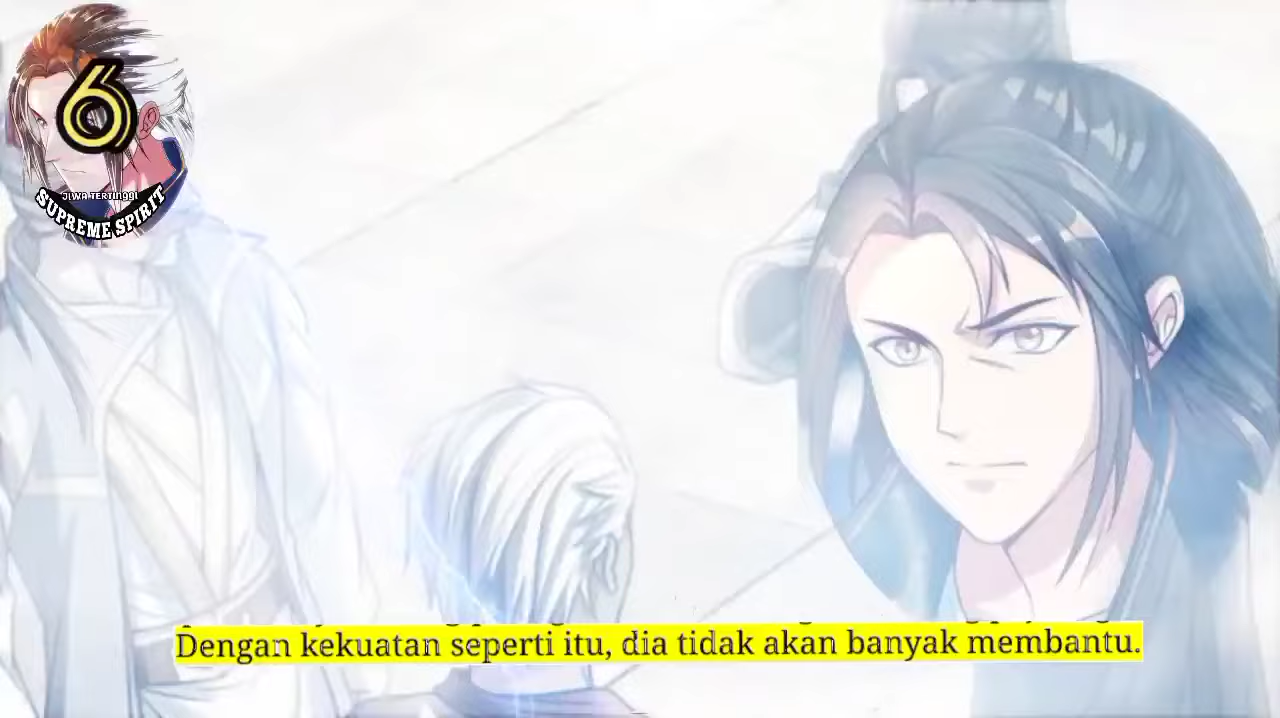 6
JIWA TERTINGGI
SUPREME SPIRIT
Dengan kekuatan seperti itu, dia tidak akan banyak membantu.